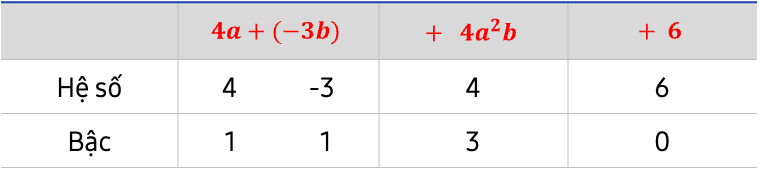 4a + (−3b) + 4a²b + 6
Hệ số 4 -3 4 6
Bậc 1 1 3 0